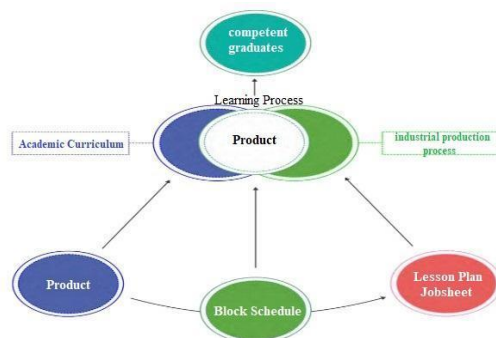 competent
graduates
Learning Process
Academic Curriculum
Product
industrial production
process
Product
Block Schedule
Lesson Plan
Jobsheet